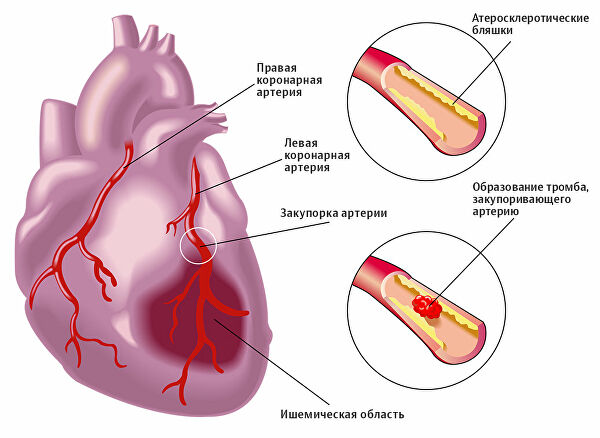 Атеросклеротические
бляшки
Правая
коронарная
артерия
Левая
коронарная
артерия
Закупорка артерии
Образование тромба,
закупоривающего
артерию
Ишемическая область